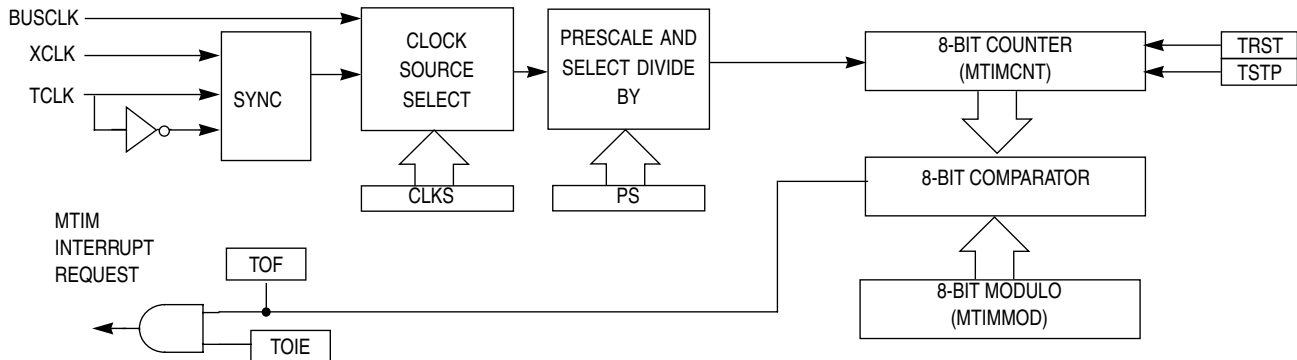 BUSCLK
XCLK
TCLK
SYNC
CLOCK
SOURCE
SELECT
PRESCALE AND
SELECT DIVIDE
BY
8-BIT COUNTER
(MTIMCNT)
TRST
TSTP
CLKS
PS
8-BIT COMPARATOR
MTIM
INTERRUPT
REQUEST
TOF
8-BIT MODULO
(MTIMMOD)
TOIE